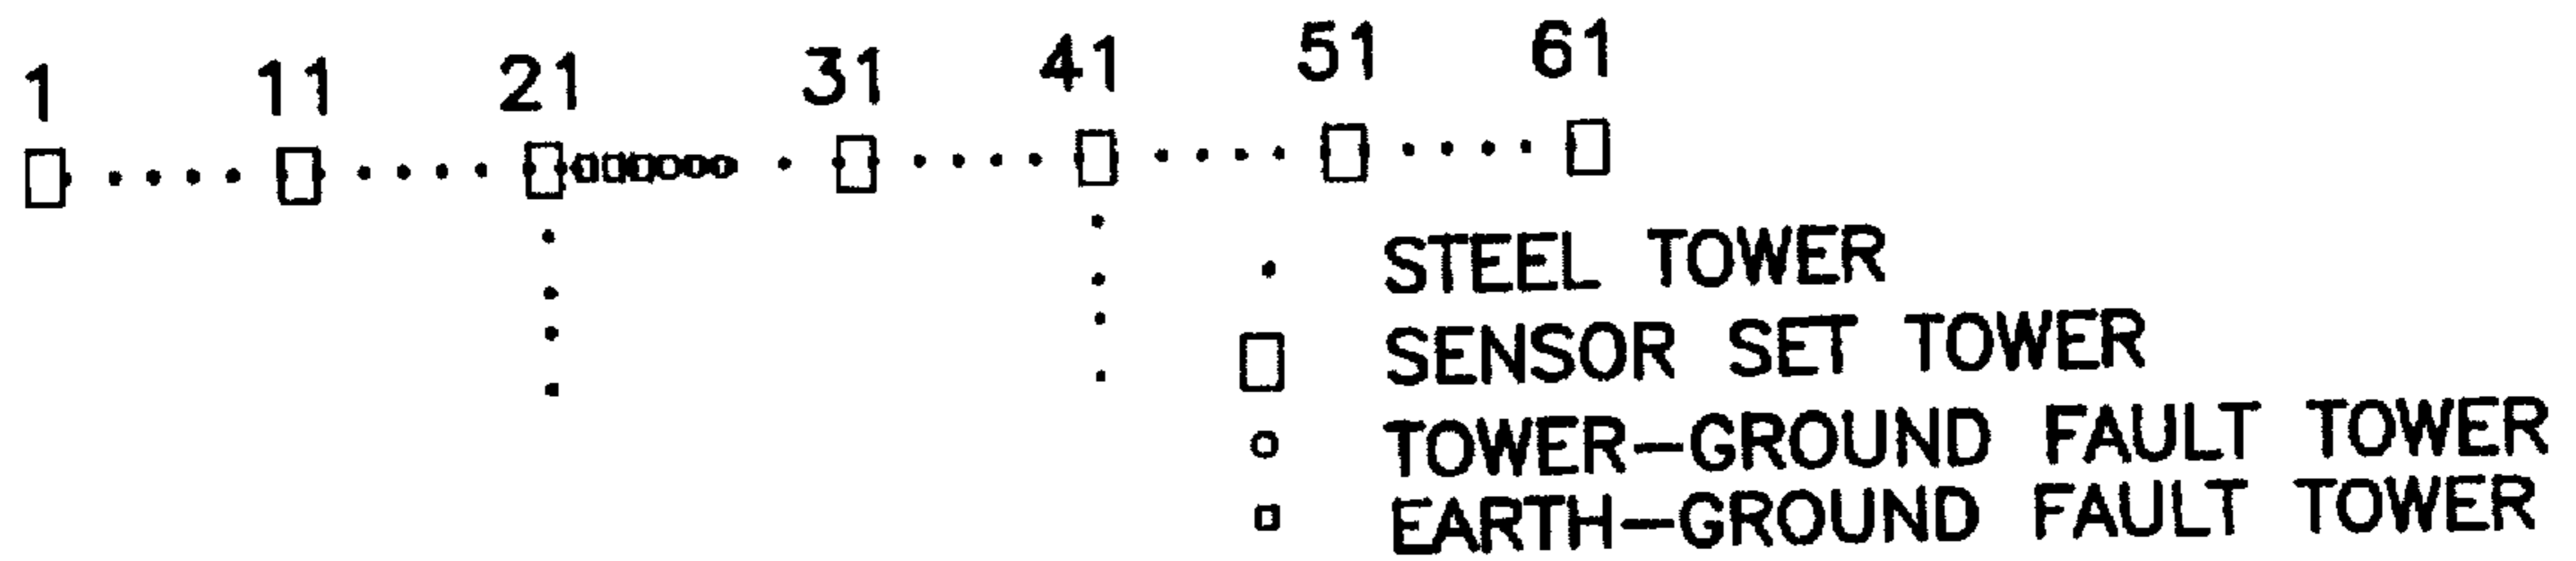 1 11 21 31 41 51 61
STEEL TOWER
SENSOR SET TOWER
TOWER-GROUND FAULT TOWER
EARTH-GROUND FAULT TOWER